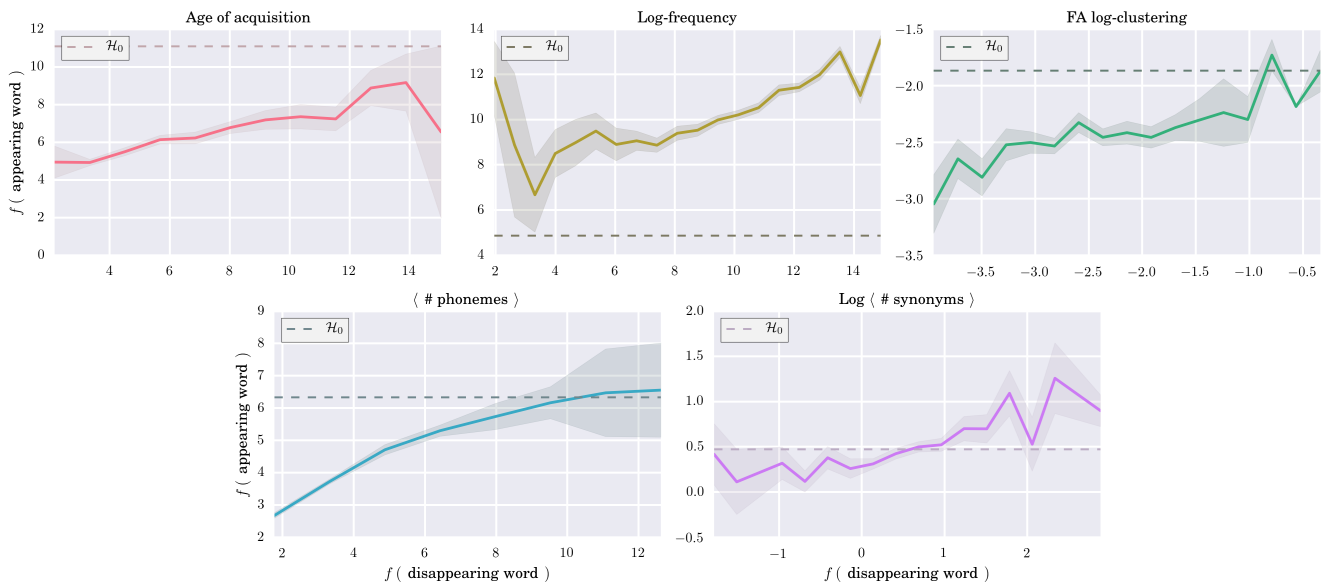 Age of acquisition
12
10
8
6
4
2
0
ℋ₀
4 6 8 10 12 14
f ( appearing word )
Log-frequency
14
12
10
8
6
4
ℋ₀
2 4 6 8 10 12 14
FA log-clustering
−1.5
−2.0
−2.5
−3.0
−3.5
ℋ₀
−3.5 −3.0 −2.5 −2.0 −1.5 −1.0 −0.5
⟨ # phonemes ⟩
9
8
7
6
5
4
3
2
ℋ₀
2 4 6 8 10 12
f ( appearing word )
f ( disappearing word )
Log ⟨ # synonyms ⟩
2.0
1.5
1.0
0.5
0.0
−0.5
ℋ₀
−1 0 1 2
f ( disappearing word )